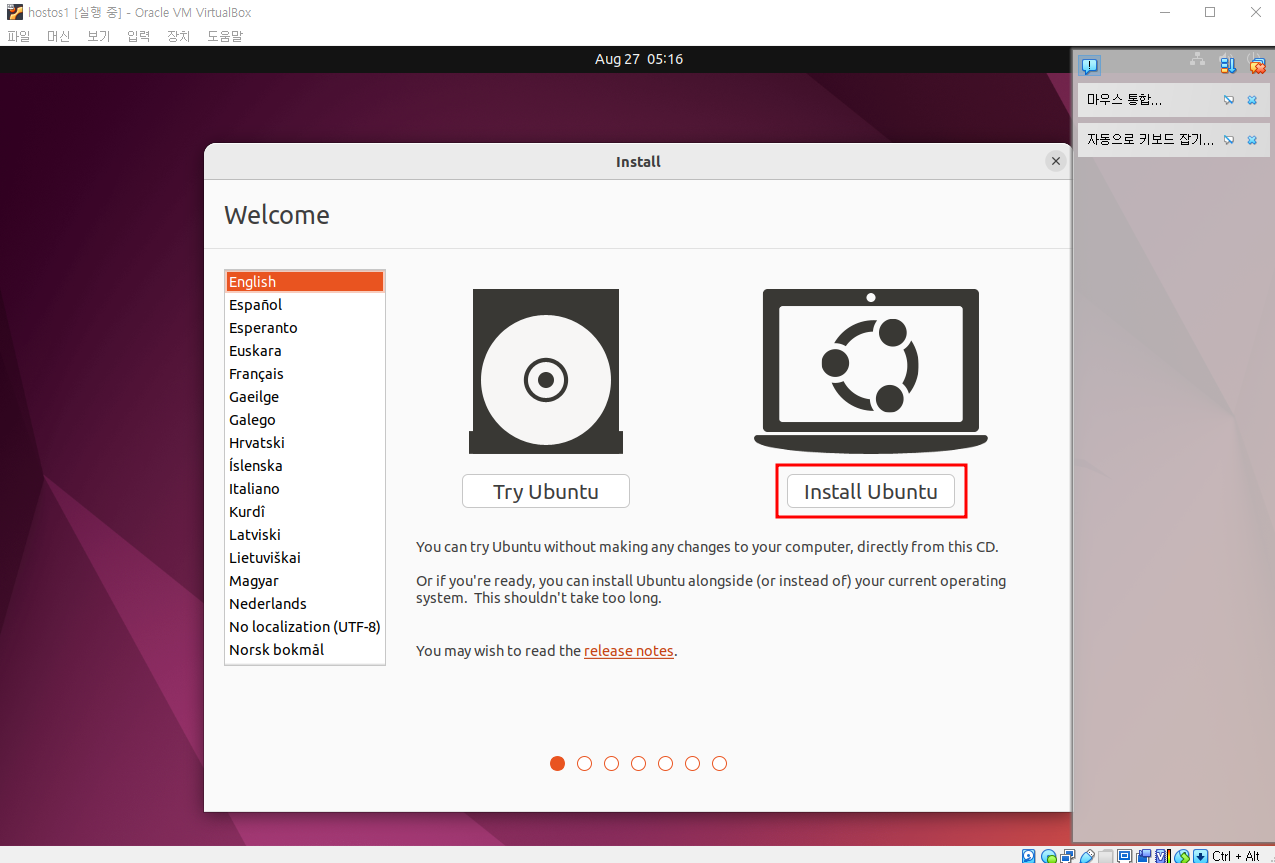 hostos1 [실행 중] - Oracle VM VirtualBox
파일 머신 보기 입력 장치 도움말
Aug 27 05:16
마우스 통합...
자동으로 키보드 잡기...
Install
Welcome
English
Español
Esperanto
Euskara
Français
Gaeilge
Galego
Hrvatski
Íslenska
Italiano
Kurdî
Latviski
Lietuviškai
Magyar
Nederlands
No localization (UTF-8)
Norsk bokmål
Try Ubuntu
Install Ubuntu
You can try Ubuntu without making any changes to your computer, directly from this CD.
Or if you're ready, you can install Ubuntu alongside (or instead of) your current operating
system. This shouldn't take too long.
You may wish to read the release notes.
Ctrl + Alt